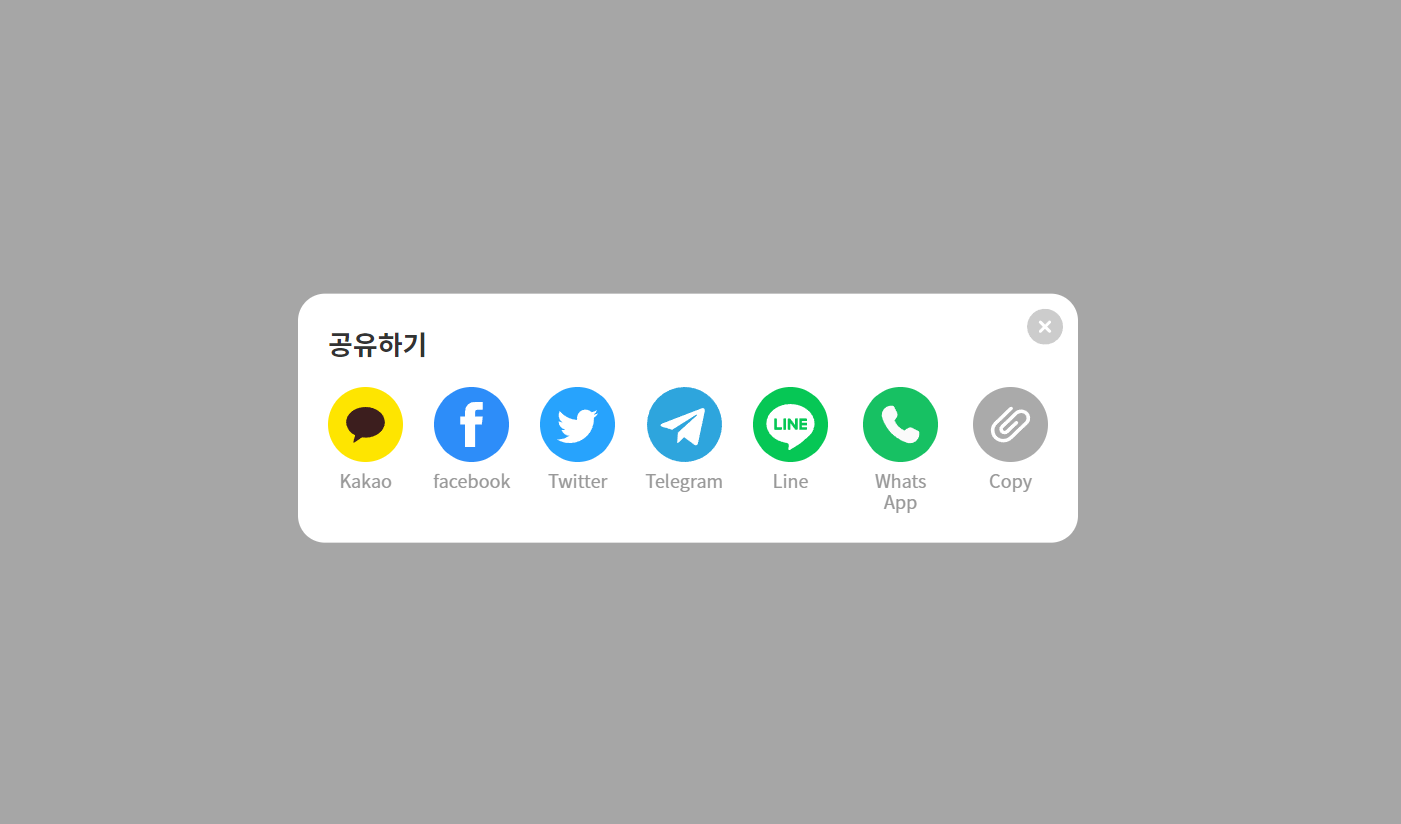 공유하기
LINE
Kakao
facebook
Twitter
Telegram
Line
Whats
App
Copy